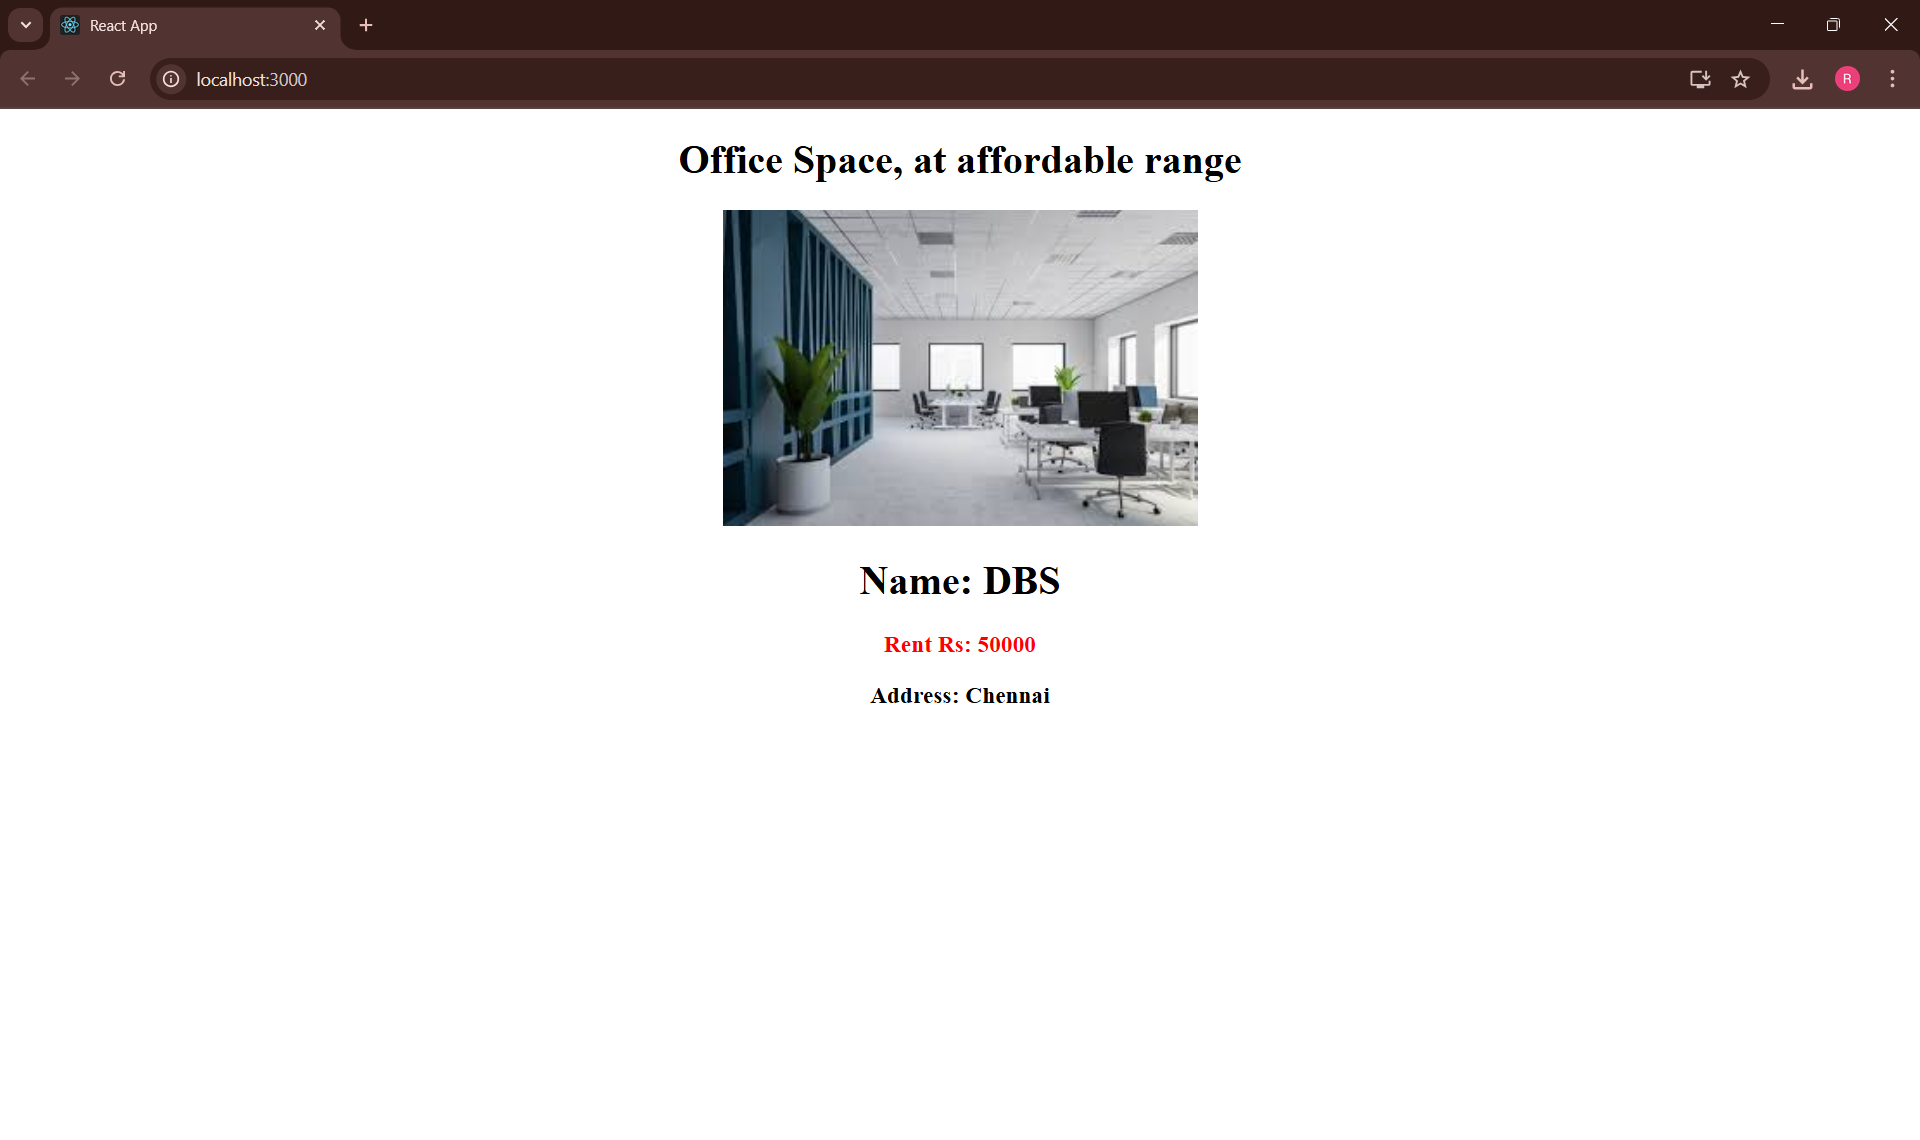 React App
localhost:3000
R
Office Space, at affordable range
Name: DBS
Rent Rs: 50000
Address: Chennai